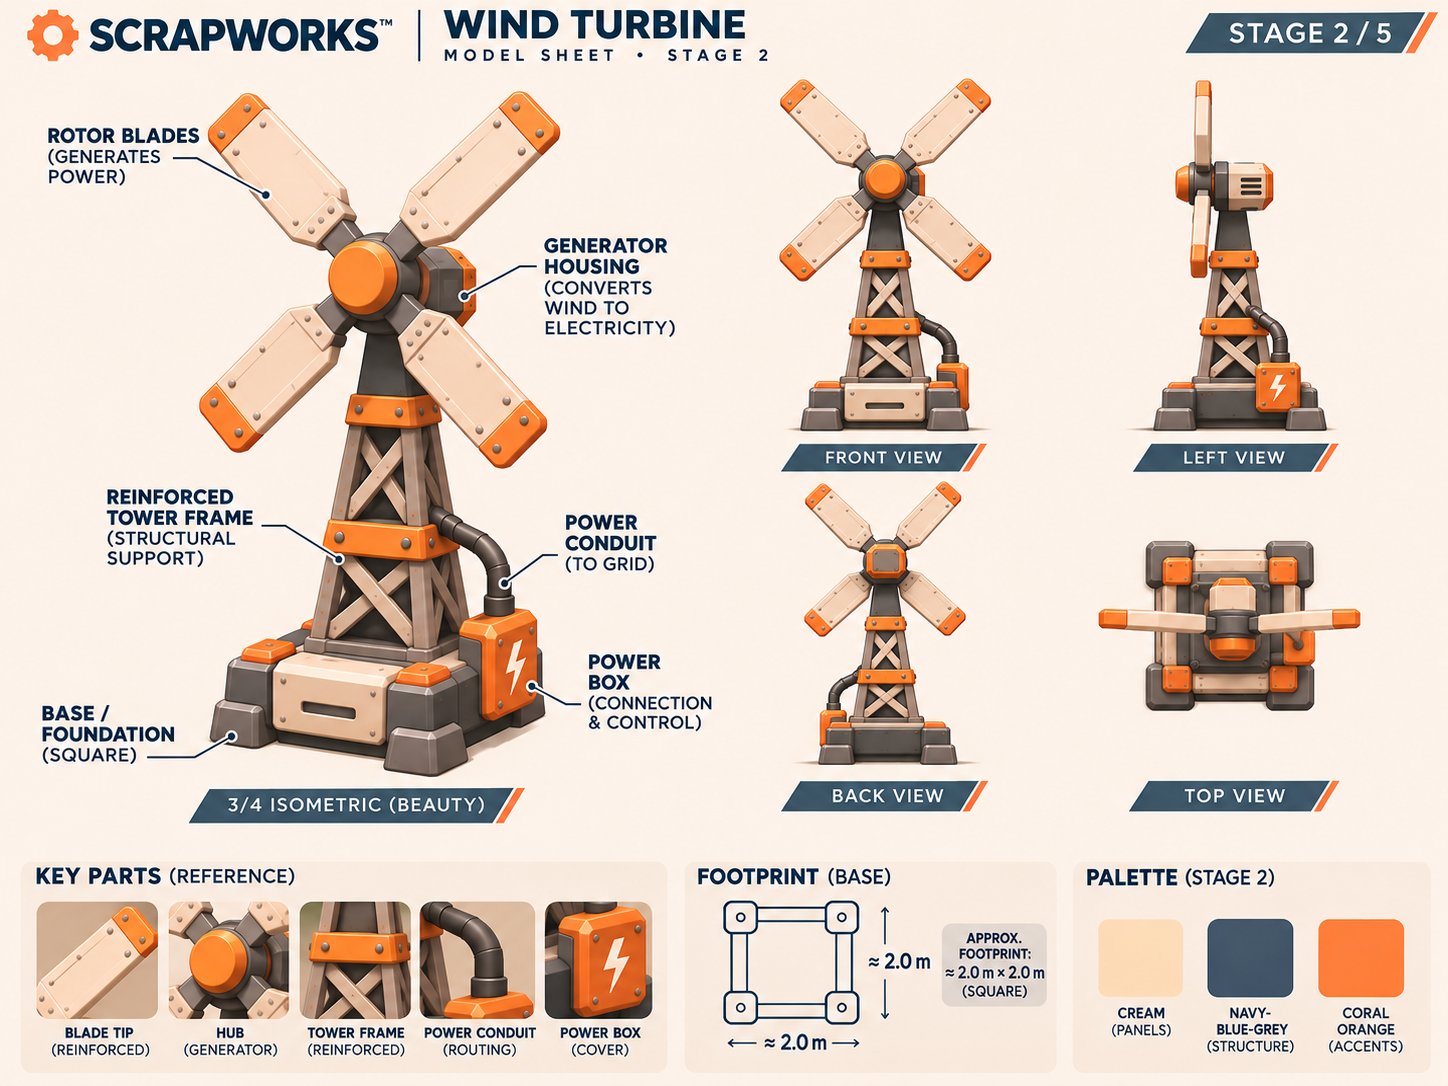 SCRAPWORKS™
WIND TURBINE
MODEL SHEET • STAGE 2
STAGE 2 / 5
ROTOR BLADES
(GENERATES
POWER)
GENERATOR
HOUSING
(CONVERTS
WIND TO
ELECTRICITY)
REINFORCED
TOWER FRAME
(STRUCTURAL
SUPPORT)
POWER
CONDUIT
(TO GRID)
POWER
BOX
(CONNECTION
& CONTROL)
BASE /
FOUNDATION
(SQUARE)
3/4 ISOMETRIC (BEAUTY)
FRONT VIEW
LEFT VIEW
BACK VIEW
TOP VIEW
KEY PARTS (REFERENCE)
BLADE TIP
(REINFORCED)
HUB
(GENERATOR)
TOWER FRAME
(REINFORCED)
POWER CONDUIT
(ROUTING)
POWER BOX
(COVER)
FOOTPRINT (BASE)
≈ 2.0 m
≈ 2.0 m
APPROX.
FOOTPRINT:
≈ 2.0 m × 2.0 m
(SQUARE)
PALETTE (STAGE 2)
CREAM
(PANELS)
NAVY-
BLUE-GREY
(STRUCTURE)
CORAL
ORANGE
(ACCENTS)